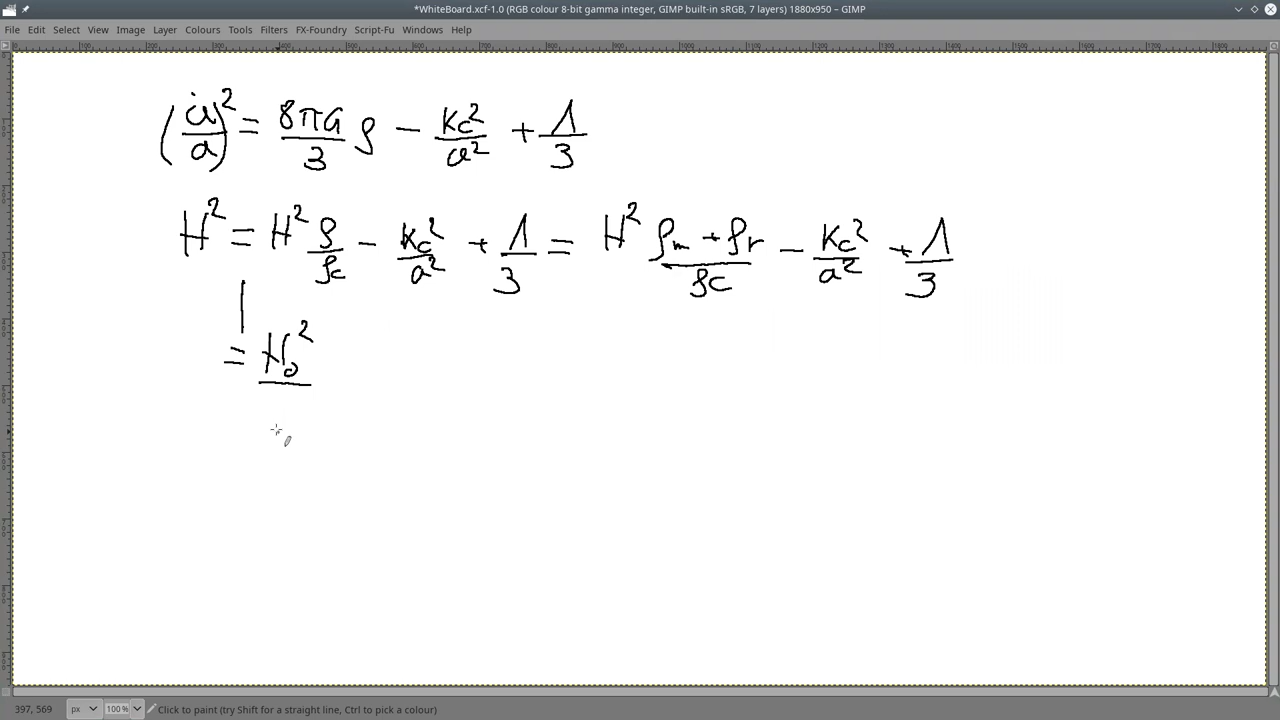 *WhiteBoard.xcf-1.0 (RGB colour 8-bit gamma integer, GIMP built-in sRGB, 7 layers) 1880x950 – GIMP
File Edit Select View Image Layer Colours Tools Filters FX-Foundry Script-Fu Windows Help
(ȧ/a)² = 8πG/3 ρ − kc²/a² + Λ/3
H² = H² ρ/ρc − kc²/a² + Λ/3 = H² ρm + ρr/ρc − kc²/a² + Λ/3
= H₀²
397, 569 px 100% Click to paint (try Shift for a straight line, Ctrl to pick a colour)